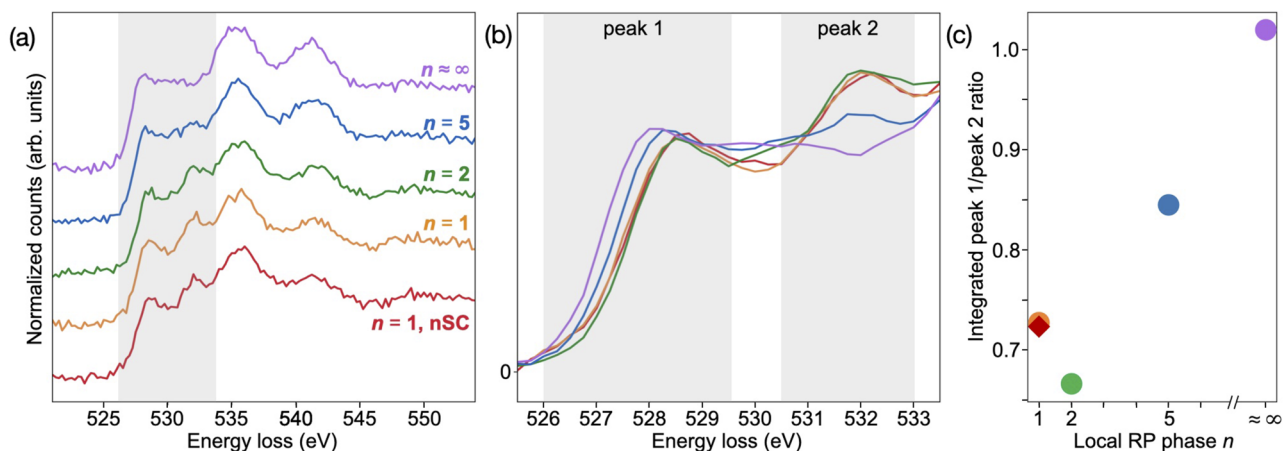 (a)
Normalized counts (arb. units)
n ≈ ∞
n = 5
n = 2
n = 1
n = 1, nSC
525 530 535 540 545 550
Energy loss (eV)
(b)
peak 1 peak 2
0
526 527 528 529 530 531 532 533
Energy loss (eV)
(c)
Integrated peak 1/peak 2 ratio
1.0
0.9
0.8
0.7
1 2 5 // ≈ ∞
Local RP phase n